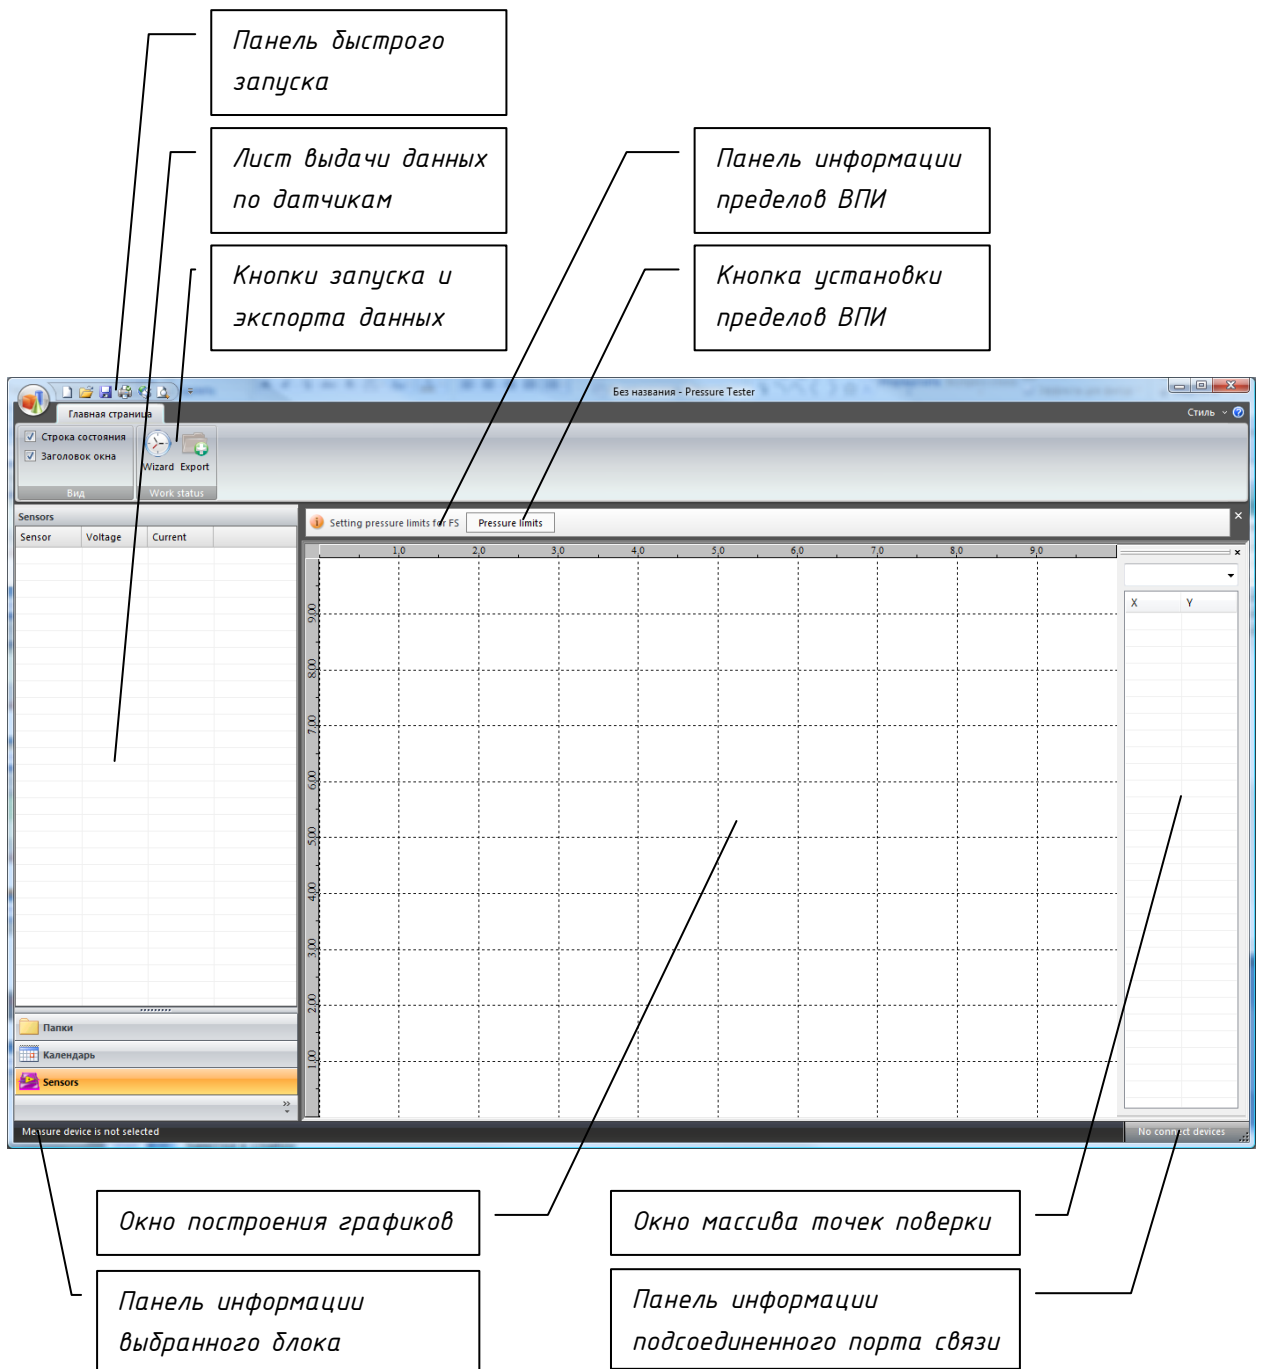 Панель быстрого
запуска
Лист выдачи данных
по датчикам
Панель информации
пределов ВПИ
Кнопки запуска и
экспорта данных
Кнопка установки
пределов ВПИ
Без названия - Pressure Tester
Главная страница
Стиль
Строка состояния
Заголовок окна
Wizard Export
Вид
Work status
Sensors
Setting pressure limits for FS
Pressure limits
Sensor Voltage Current
1,0 2,0 3,0 4,0 5,0 6,0 7,0 8,0 9,0
X Y
9,00
8,00
7,00
6,00
5,00
4,00
3,00
2,00
1,00
Папки
Календарь
Sensors
Measure device is not selected
No connect devices
Окно построения графиков
Окно массива точек поверки
Панель информации
выбранного блока
Панель информации
подсоединенного порта связи